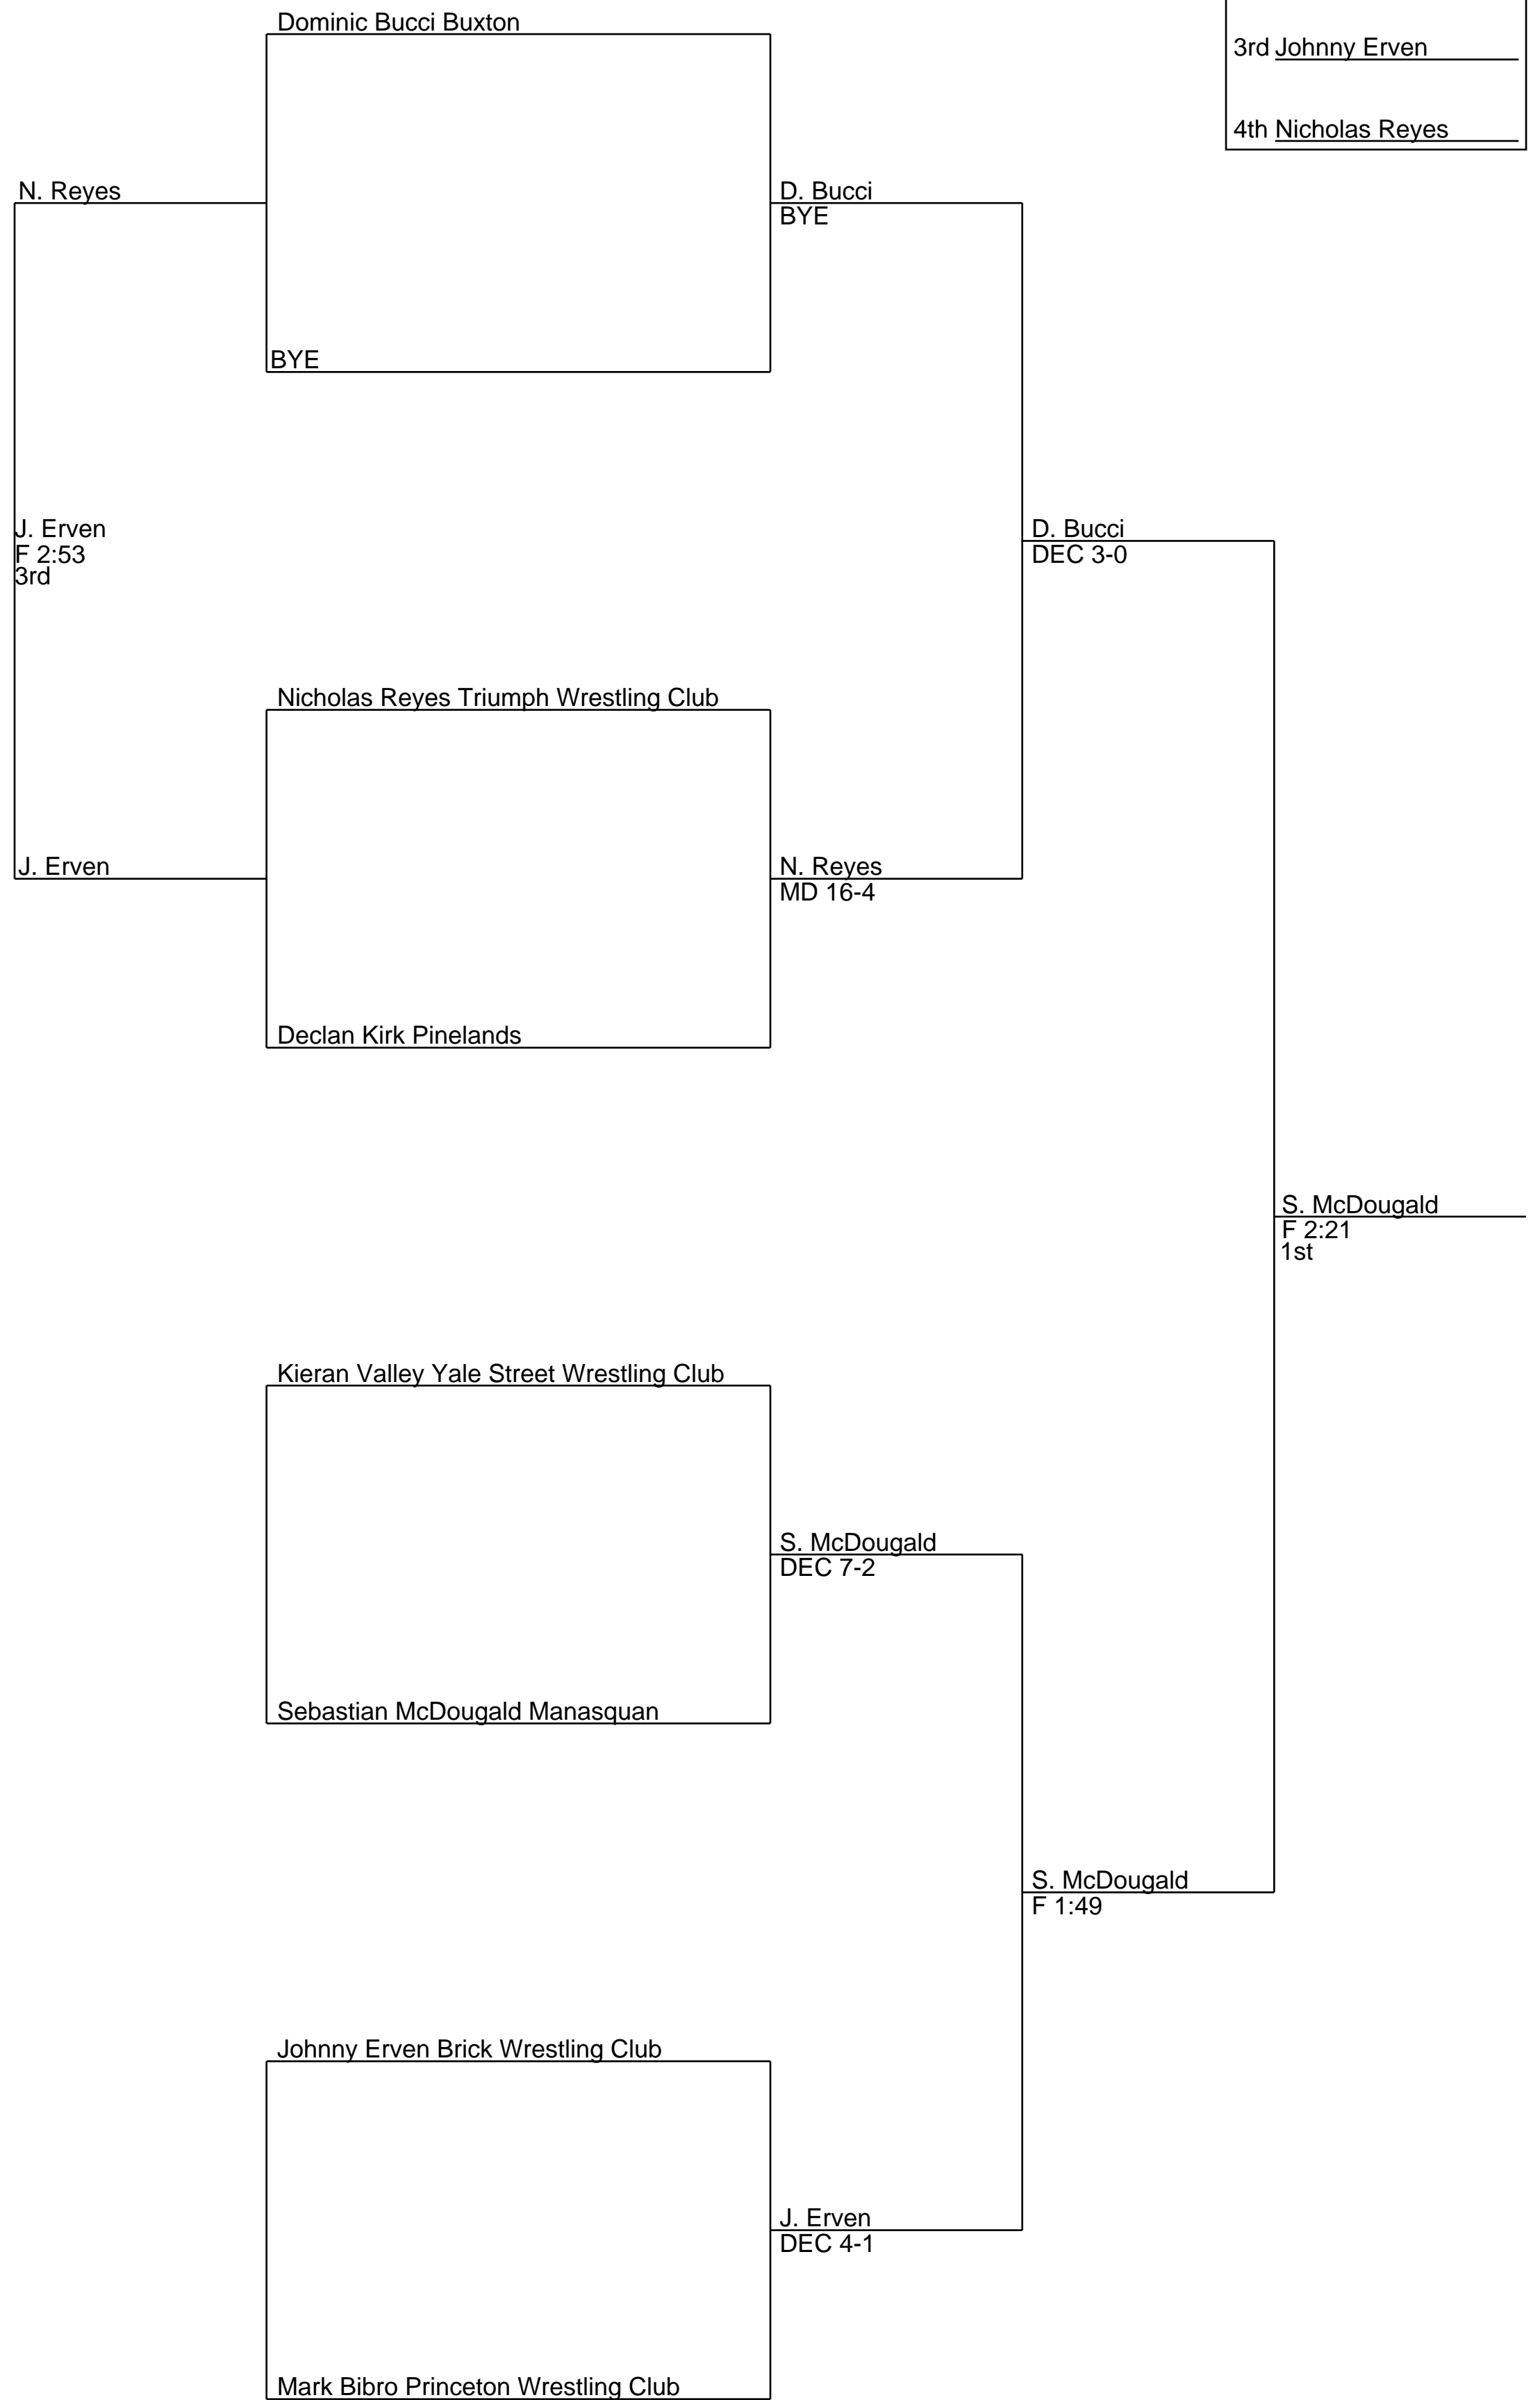 Dominic Bucci Buxton
3rd Johnny Erven
4th Nicholas Reyes
N. Reyes
D. Bucci
BYE
BYE
J. Erven
F 2:53
3rd
D. Bucci
DEC 3-0
Nicholas Reyes Triumph Wrestling Club
J. Erven
N. Reyes
MD 16-4
Declan Kirk Pinelands
S. McDougald
F 2:21
1st
Kieran Valley Yale Street Wrestling Club
S. McDougald
DEC 7-2
Sebastian McDougald Manasquan
S. McDougald
F 1:49
Johnny Erven Brick Wrestling Club
J. Erven
DEC 4-1
Mark Bibro Princeton Wrestling Club